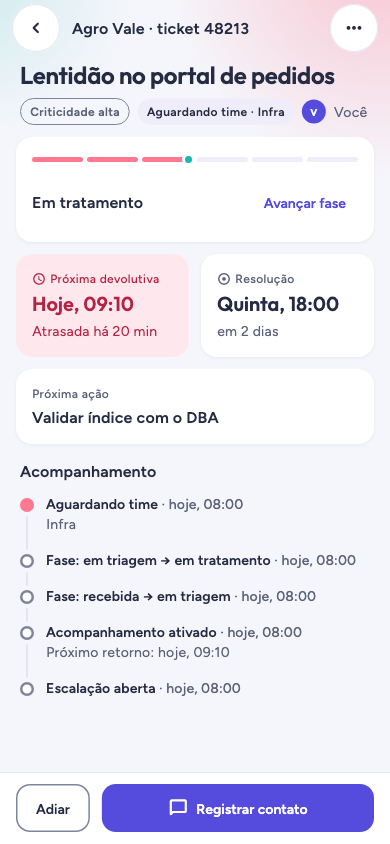 Agro Vale · ticket 48213
Lentidão no portal de pedidos
Criticidade alta
Aguardando time · Infra
V
Você
Em tratamento
Avançar fase
Próxima devolutiva
Hoje, 09:10
Atrasada há 20 min
Resolução
Quinta, 18:00
em 2 dias
Próxima ação
Validar índice com o DBA
Acompanhamento
Aguardando time · hoje, 08:00
Infra
Fase: em triagem → em tratamento · hoje, 08:00
Fase: recebida → em triagem · hoje, 08:00
Acompanhamento ativado · hoje, 08:00
Próximo retorno: hoje, 09:10
Escalação aberta · hoje, 08:00
Adiar
Registrar contato